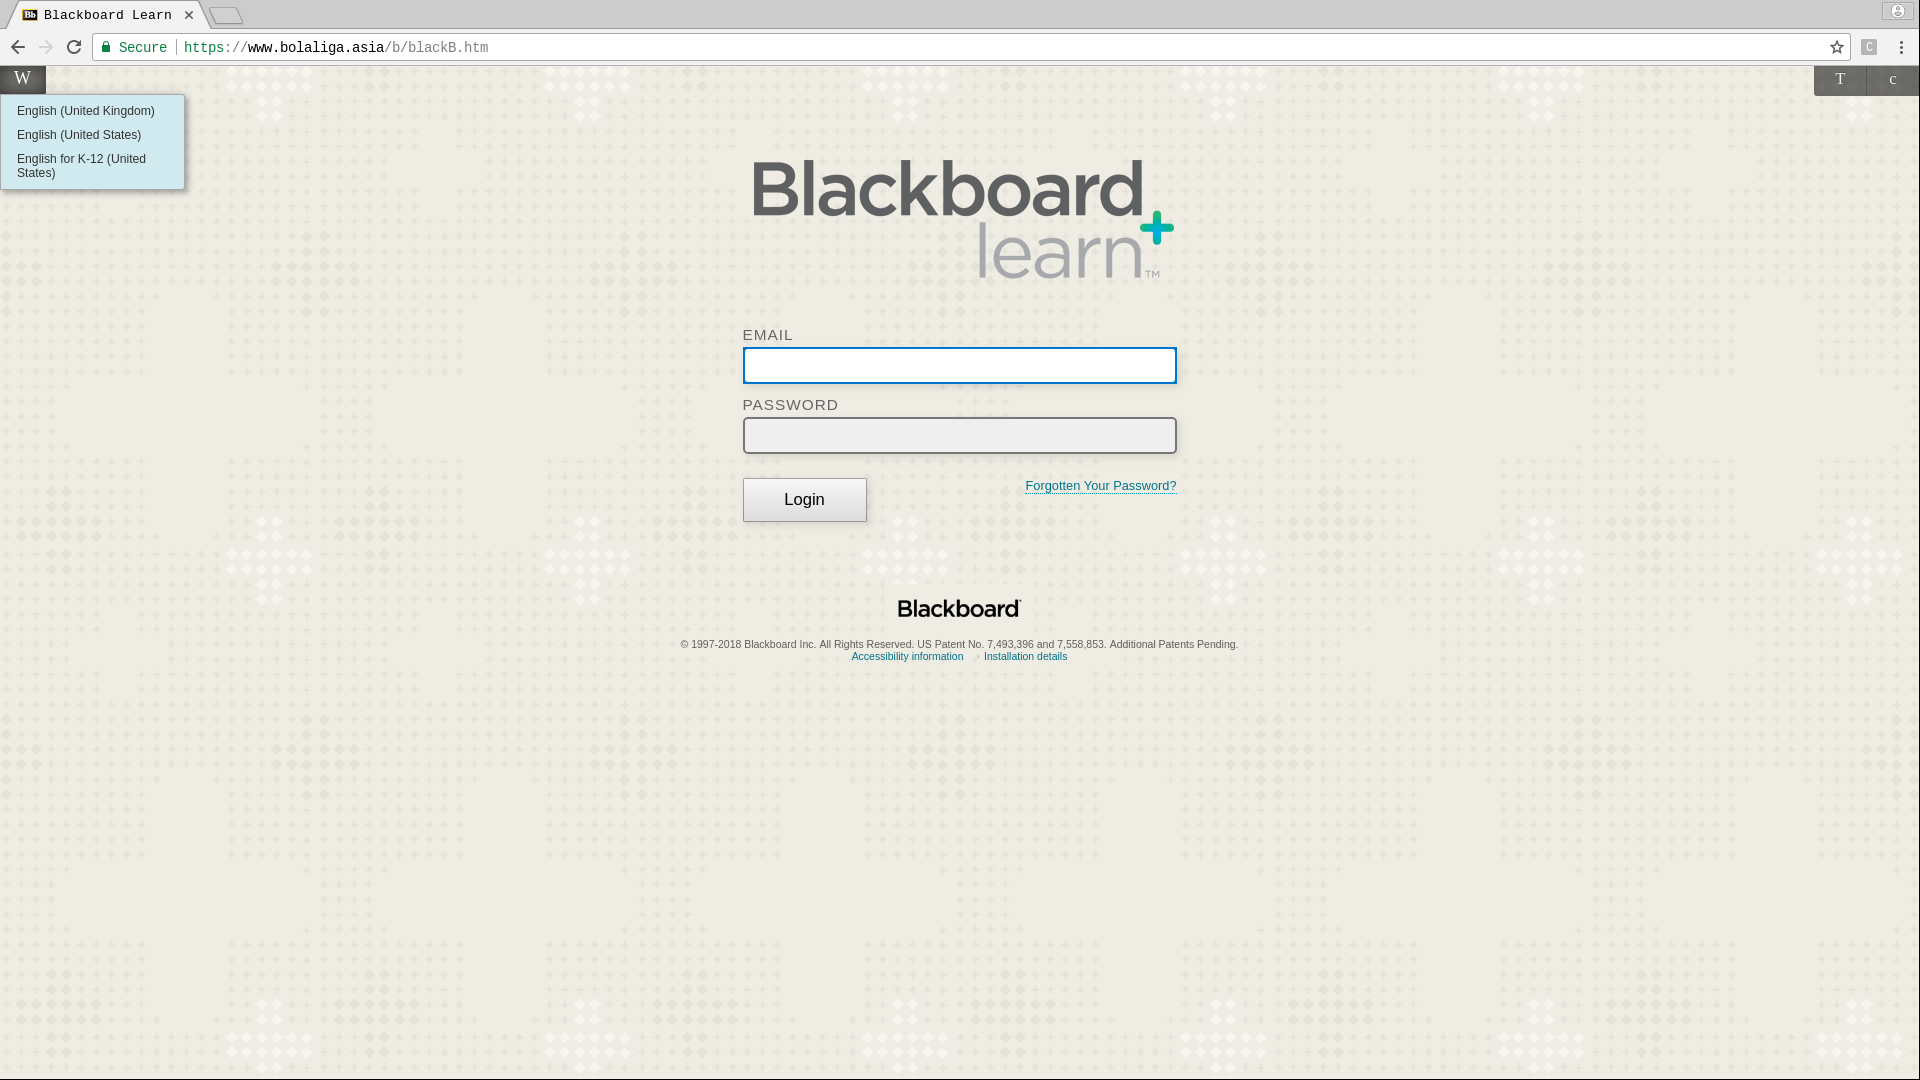 Blackboard Learn
Secure https://www.bolaliga.asia/b/blackB.htm
C
W
T c
English (United Kingdom)
English (United States)
English for K-12 (United
States)
Blackboard
learn™
EMAIL
PASSWORD
Login
Forgotten Your Password?
Blackboard
© 1997-2018 Blackboard Inc. All Rights Reserved. US Patent No. 7,493,396 and 7,558,853. Additional Patents Pending.
Accessibility information · Installation details